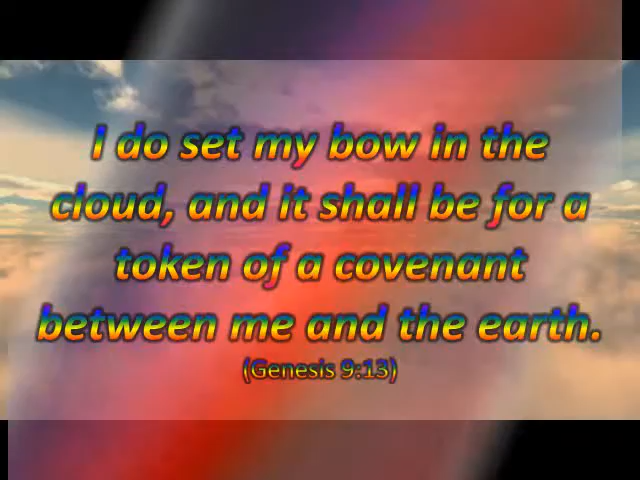 I do set my bow in the
cloud, and it shall be for a
token of a covenant
between me and the earth.
(Genesis 9:13)